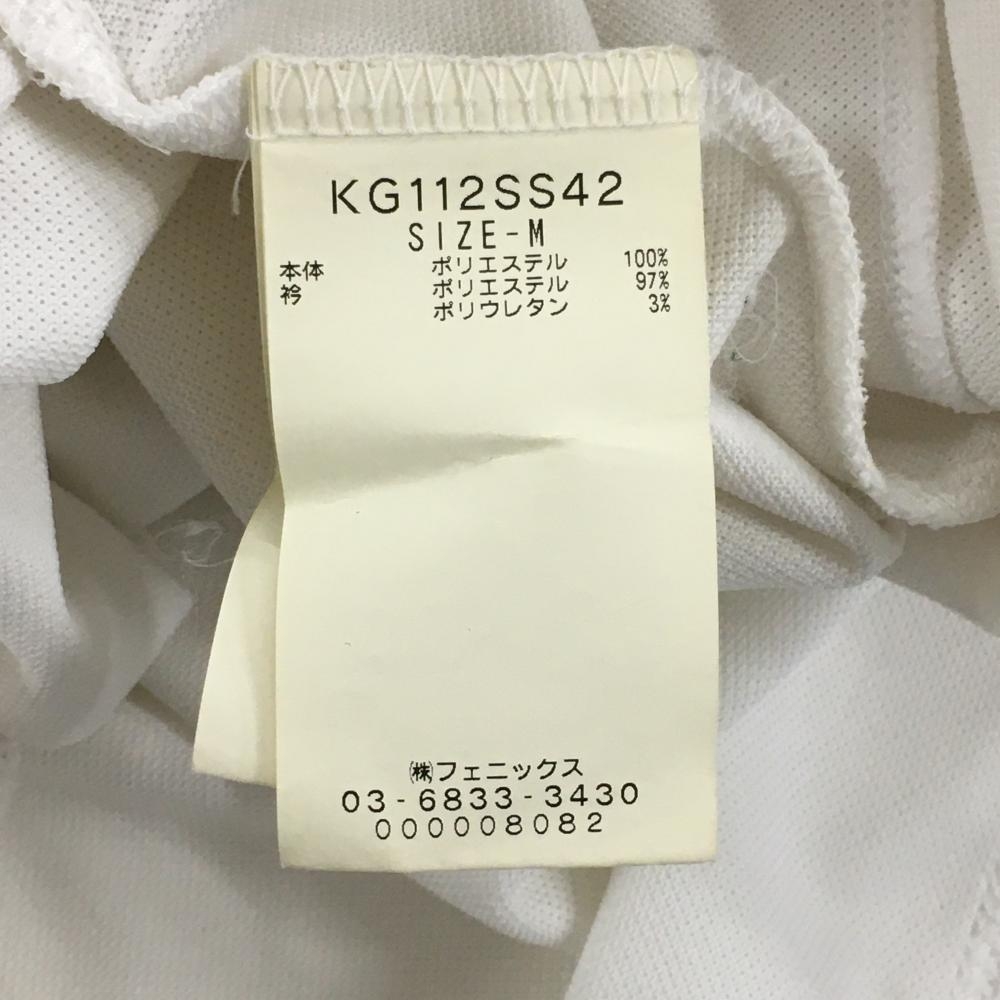 KG112SS42
SIZE-M
本体 ポリエステル 100%
衿 ポリエステル 97%
ポリウレタン 3%
㈱フェニックス
03-6833-3430
000008082